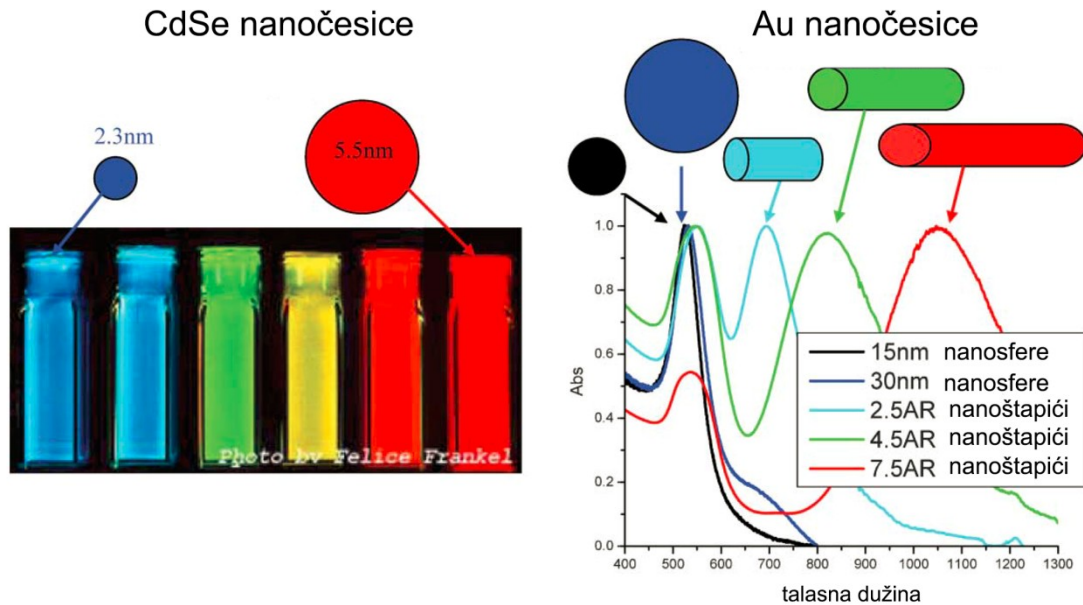 CdSe nanočesice
2.3nm
5.5nm
Photo by Felice Frankel
Au nanočesice
1.0
0.8
0.6
0.4
0.2
0.0
Abs
15nm nanosfere
30nm nanosfere
2.5AR nanoštapići
4.5AR nanoštapići
7.5AR nanoštapići
400 500 600 700 800 900 1000 1100 1200 1300
talasna dužina